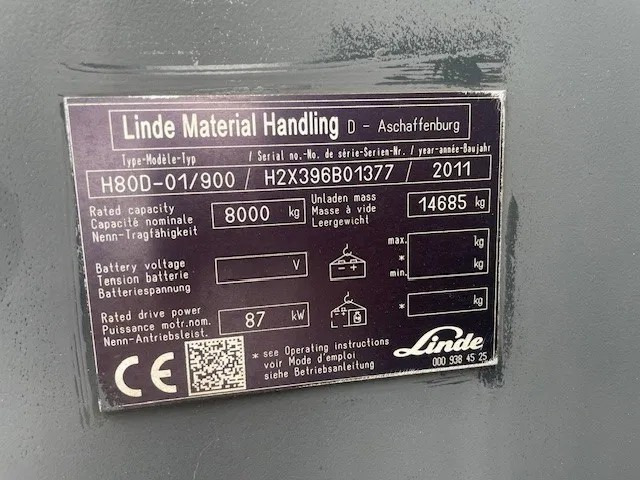 Linde Material Handling D - Aschaffenburg
Type-Modèle-Typ / Serial no.-No. de série-Serien-Nr. / year-année-Baujahr
H80D-01/900 / H2X396B01377 / 2011
Rated capacity
Capacité nominale
Nenn-Tragfähigkeit
8000 kg
Unladen mass
Masse à vide
Leergewicht
14685 kg
Battery voltage
Tension batterie
Batteriespannung
V
max. kg
*
min. kg
*
Rated drive power
Puissance motr.nom.
Nenn-Antriebsleist.
87 kW
* kg
CE
* see Operating instructions
voir Mode d'emploi
siehe Betriebsanleitung
Linde
000 938 45 25